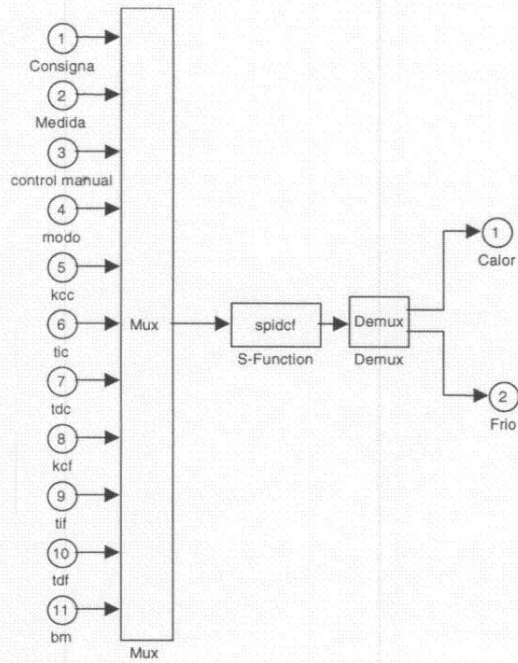 1
Consigna
2
Medida
3
control manual
4
modo
5
kcc
6
tic
7
tdc
8
kcf
9
tif
10
tdf
11
bm
Mux
Mux
spidcf
S-Function
Demux
Demux
1
Calor
2
Frio